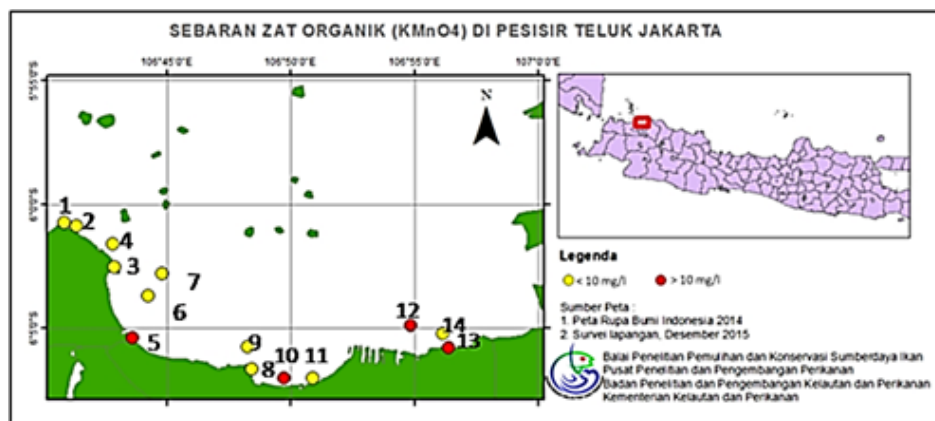 SEBARAN ZAT ORGANIK (KMnO4) DI PESISIR TELUK JAKARTA
106°45'0"E 106°50'0"E 106°55'0"E 107°0'0"E
5°55'0"S
N
6°0'0"S
1 2
4
3
7
6
12
6°5'0"S
5
9
14
13
10 11
8
Legenda
< 10 mg/l > 10 mg/l
Sumber Peta :
1. Peta Rupa Bumi Indonesia 2014
2. Survei lapangan, Desember 2015
Balai Penelitian Pemulihan dan Konservasi Sumberdaya Ikan
Pusat Penelitian dan Pengembangan Perikanan
Badan Penelitian dan Pengembangan Kelautan dan Perikanan
Kementerian Kelautan dan Perikanan